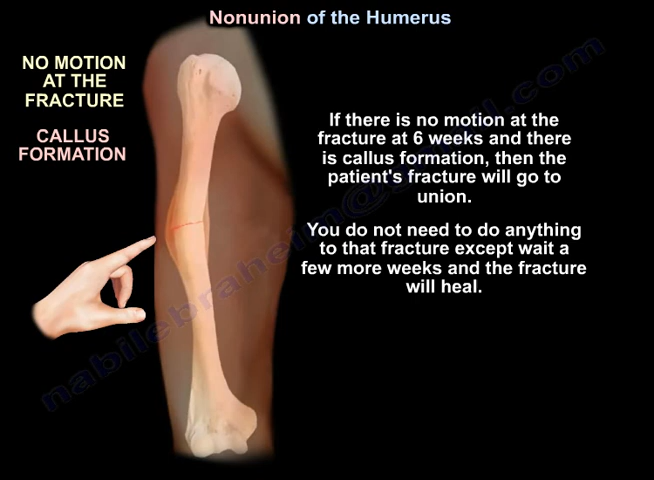 Nonunion of the Humerus
NO MOTION
AT THE
FRACTURE
CALLUS
FORMATION
If there is no motion at the
fracture at 6 weeks and there
is callus formation, then the
patient's fracture will go to
union.
You do not need to do anything
to that fracture except wait a
few more weeks and the fracture
will heal.